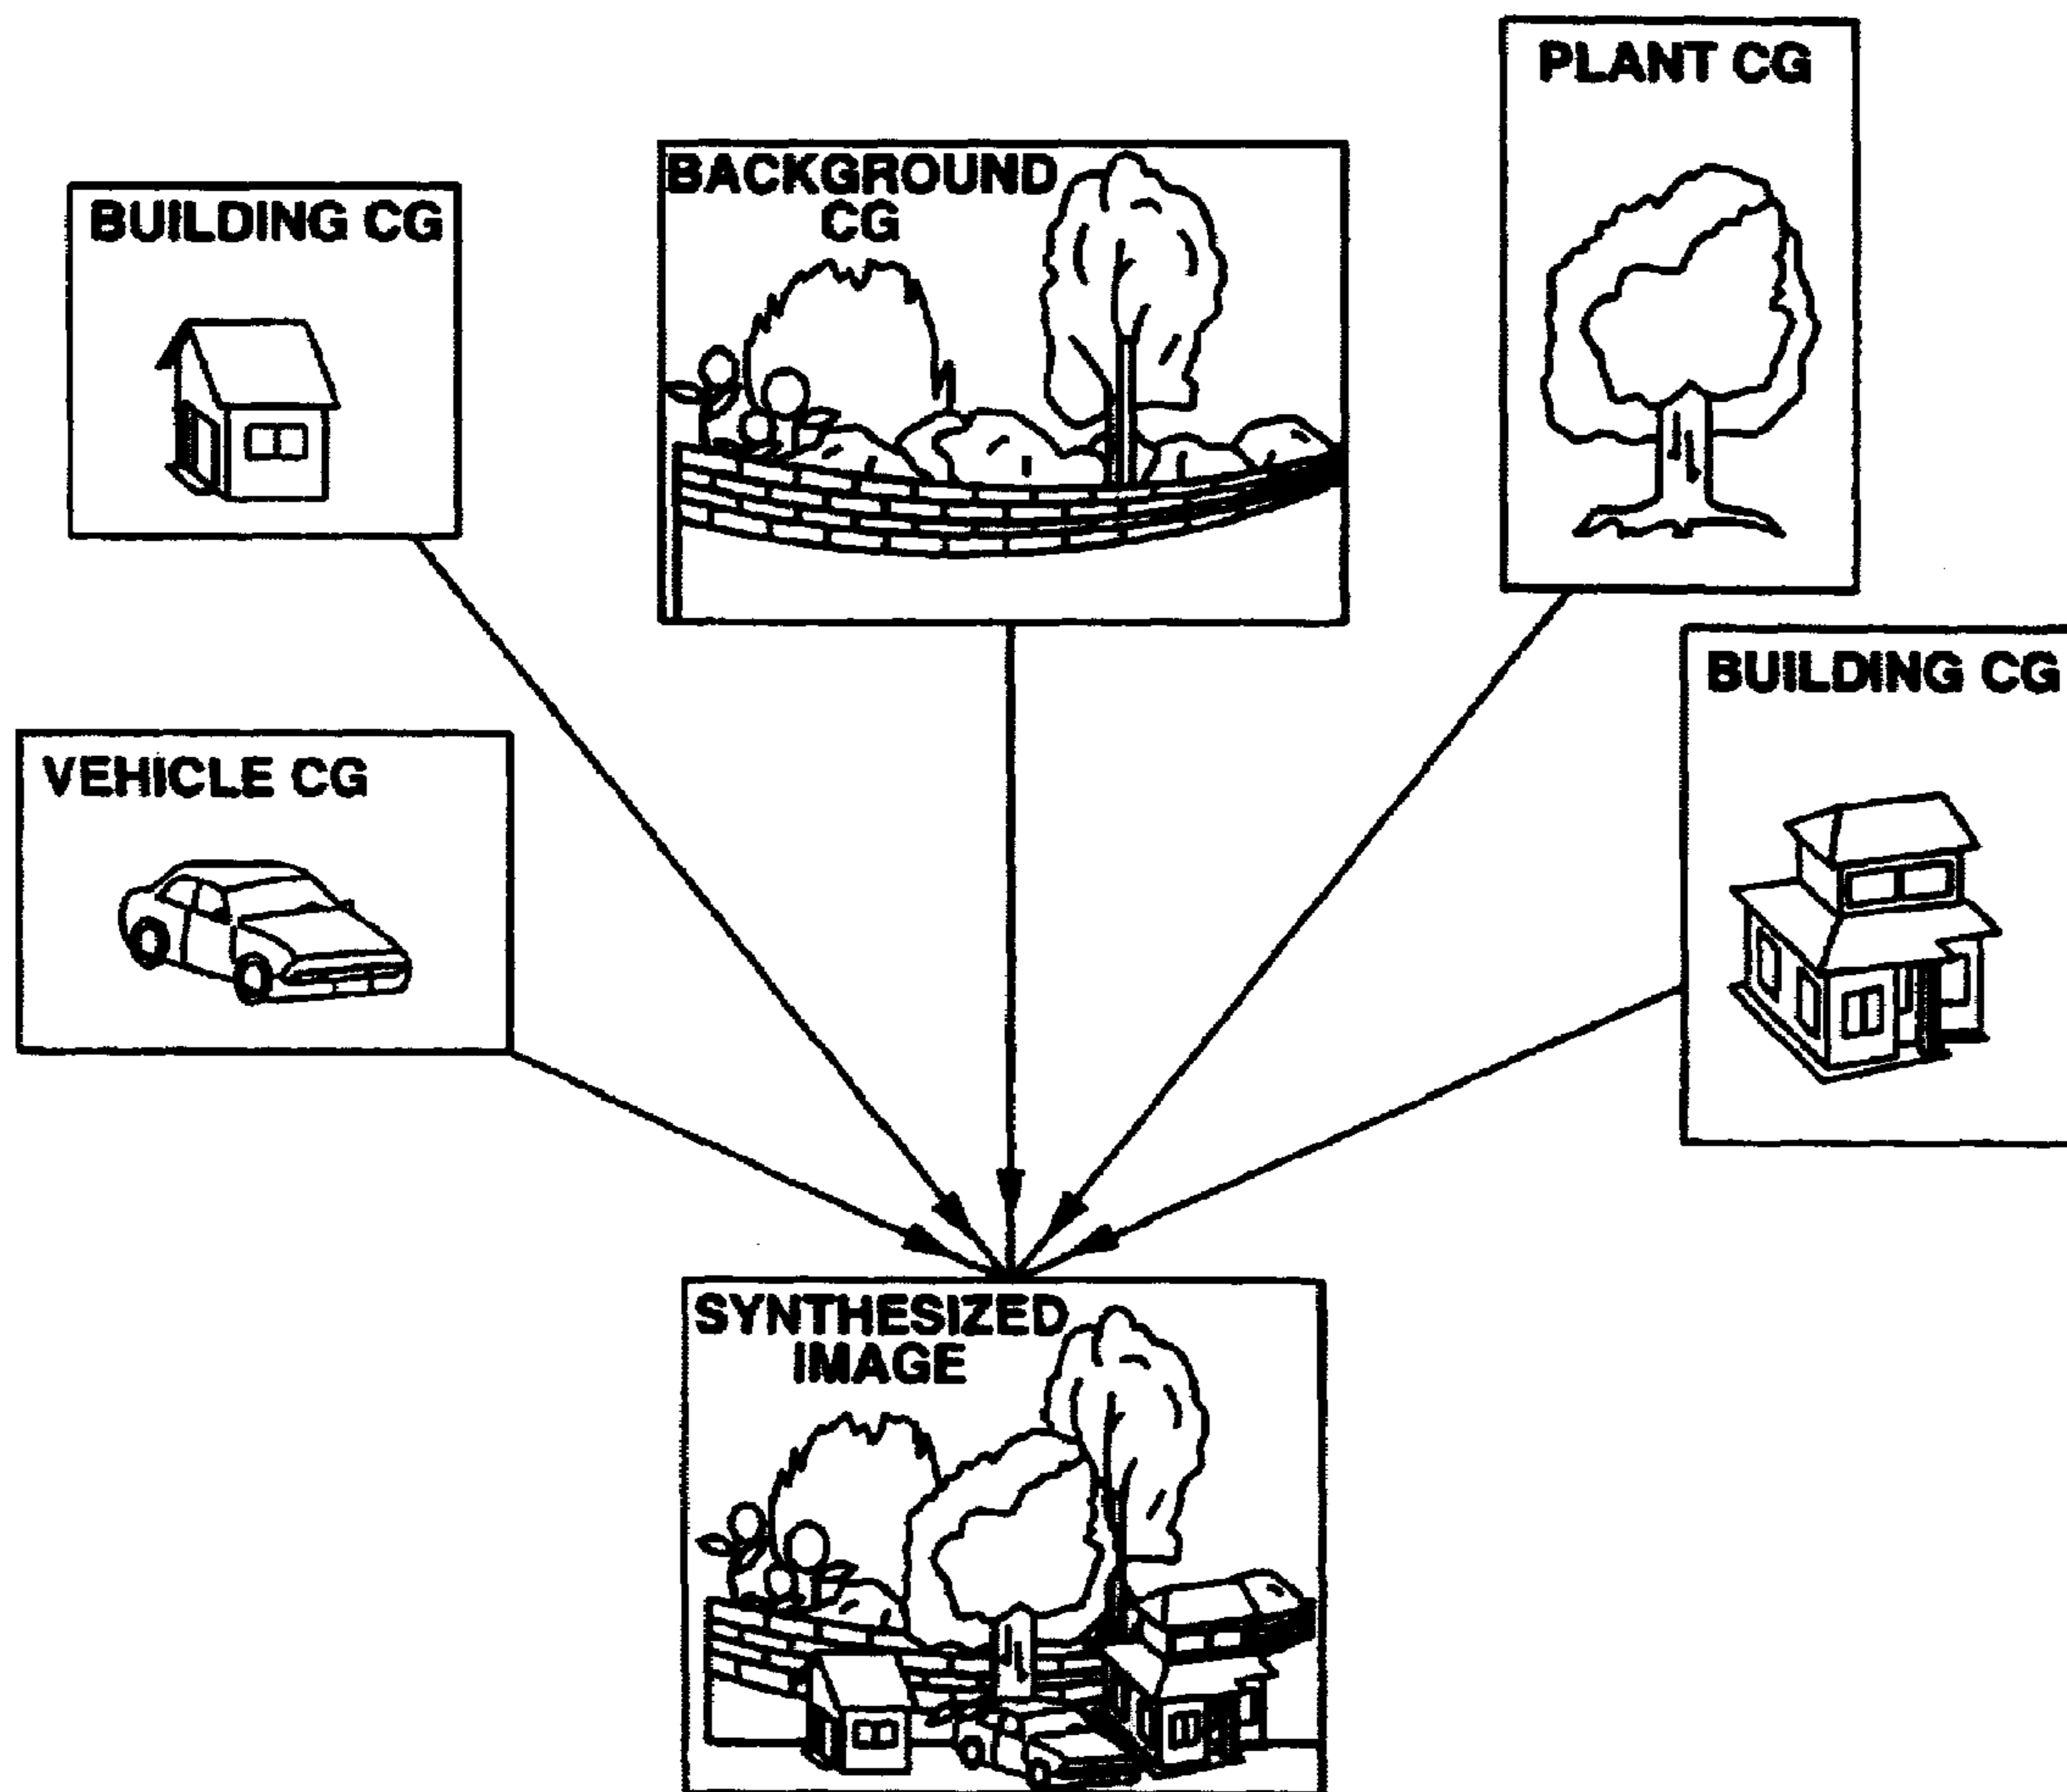 PLANT CG
BACKGROUND
CG
BUILDING CG
BUILDING CG
VEHICLE CG
SYNTHESIZED
IMAGE